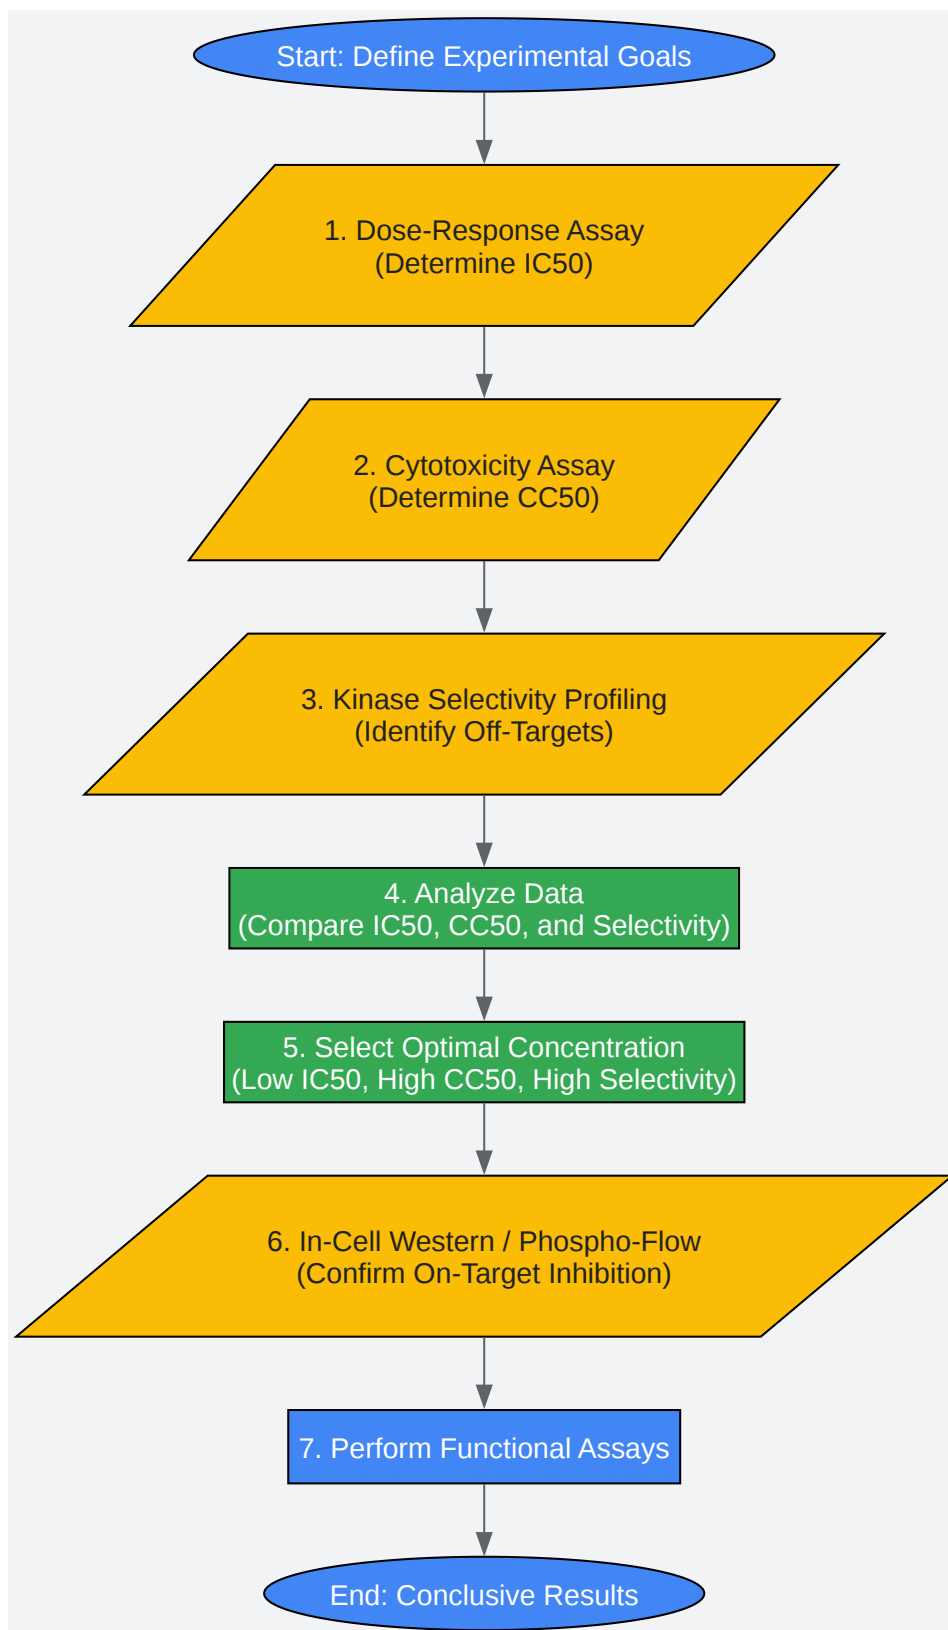 Start: Define Experimental Goals
1. Dose-Response Assay
(Determine IC50)
2. Cytotoxicity Assay
(Determine CC50)
3. Kinase Selectivity Profiling
(Identify Off-Targets)
4. Analyze Data
(Compare IC50, CC50, and Selectivity)
5. Select Optimal Concentration
(Low IC50, High CC50, High Selectivity)
6. In-Cell Western / Phospho-Flow
(Confirm On-Target Inhibition)
7. Perform Functional Assays
End: Conclusive Results